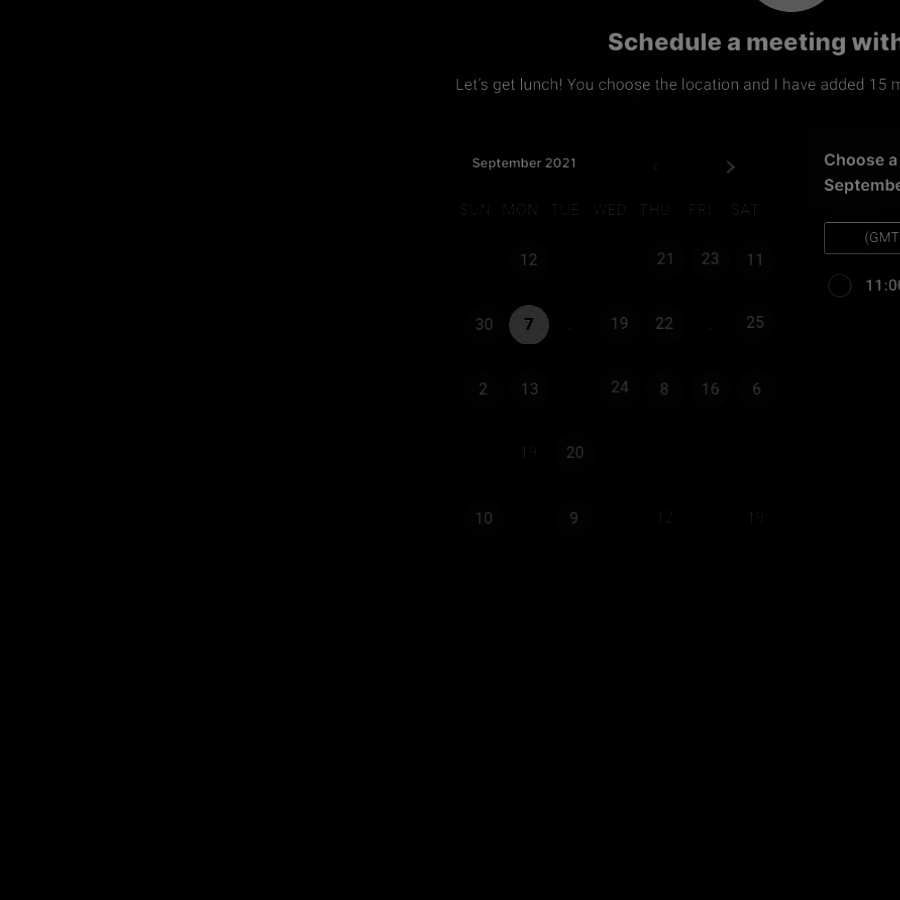 Schedule a meeting with
Let's get lunch! You choose the location and I have added 15 m
September 2021
SUN MON TUE WED THU FRI SAT
12 21 23 11
30 7 19 22 25
2 13 24 8 16 6
19 20
10 9 12 19
Choose a
Septembe
(GMT
11:00